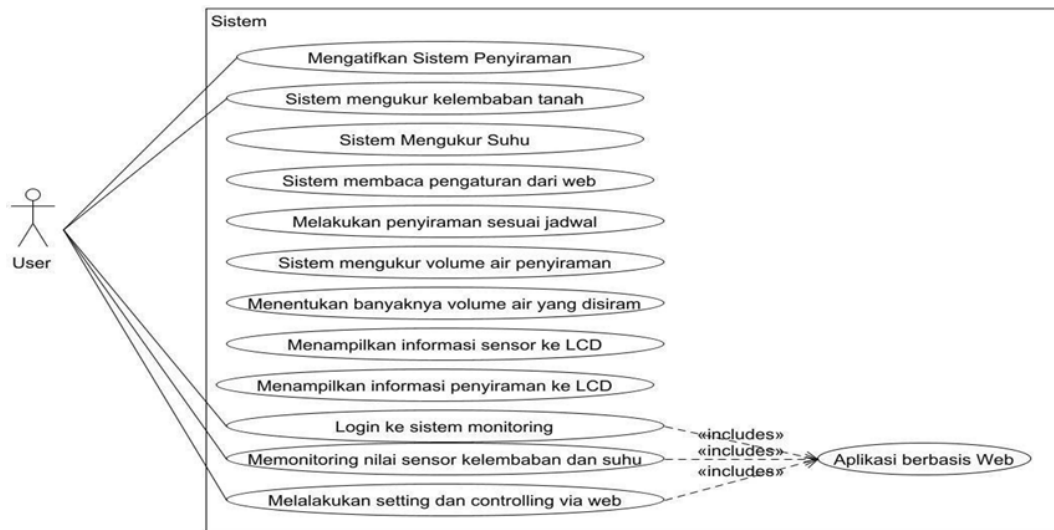 Sistem
Mengatifkan Sistem Penyiraman
Sistem mengukur kelembaban tanah
Sistem Mengukur Suhu
Sistem membaca pengaturan dari web
Melakukan penyiraman sesuai jadwal
User
Sistem mengukur volume air penyiraman
Menentukan banyaknya volume air yang disiram
Menampilkan informasi sensor ke LCD
Menampilkan informasi penyiraman ke LCD
Login ke sistem monitoring
«includes»
Memonitoring nilai sensor kelembaban dan suhu
«includes»
Aplikasi berbasis Web
«includes»
Melalakukan setting dan controlling via web